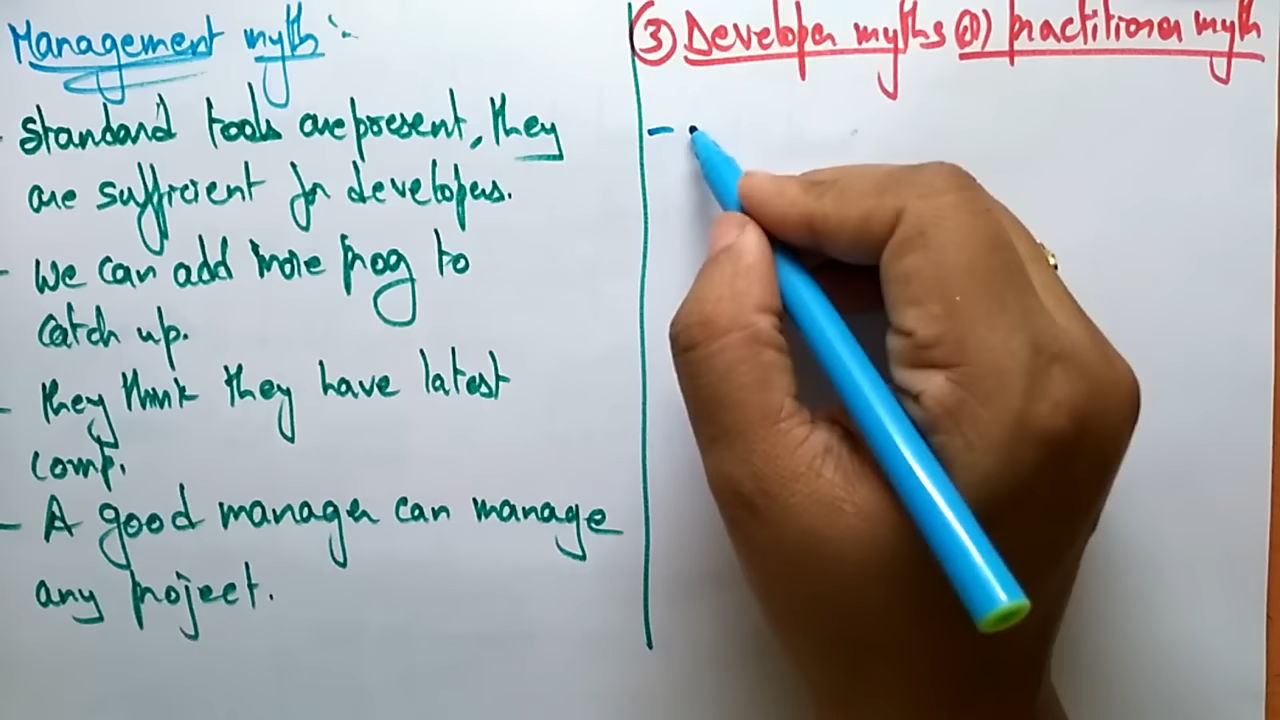 Management myth:-
- Standard tools are present, they
are sufficient for developers.
- We can add more prog to
catch up.
- they think they have latest
comp.
- A good manager can manage
any project.
(3) Developer myths (or) practitioner myth
-